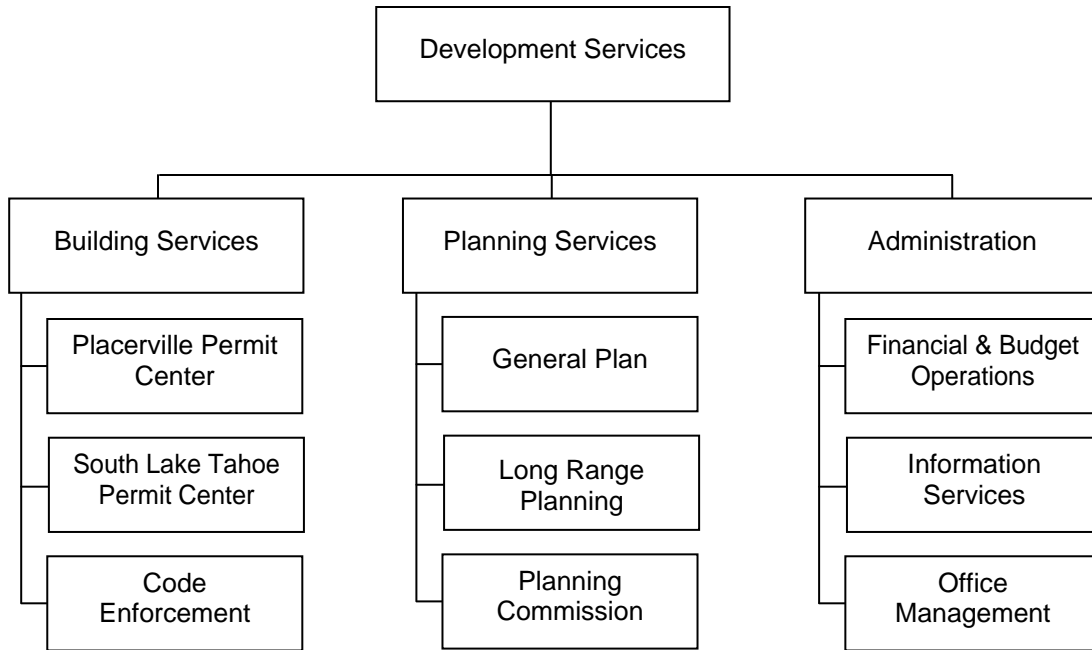 Development Services
Building Services
Planning Services
Administration
Placerville Permit
Center
General Plan
Financial & Budget
Operations
South Lake Tahoe
Permit Center
Long Range
Planning
Information
Services
Code
Enforcement
Planning
Commission
Office
Management